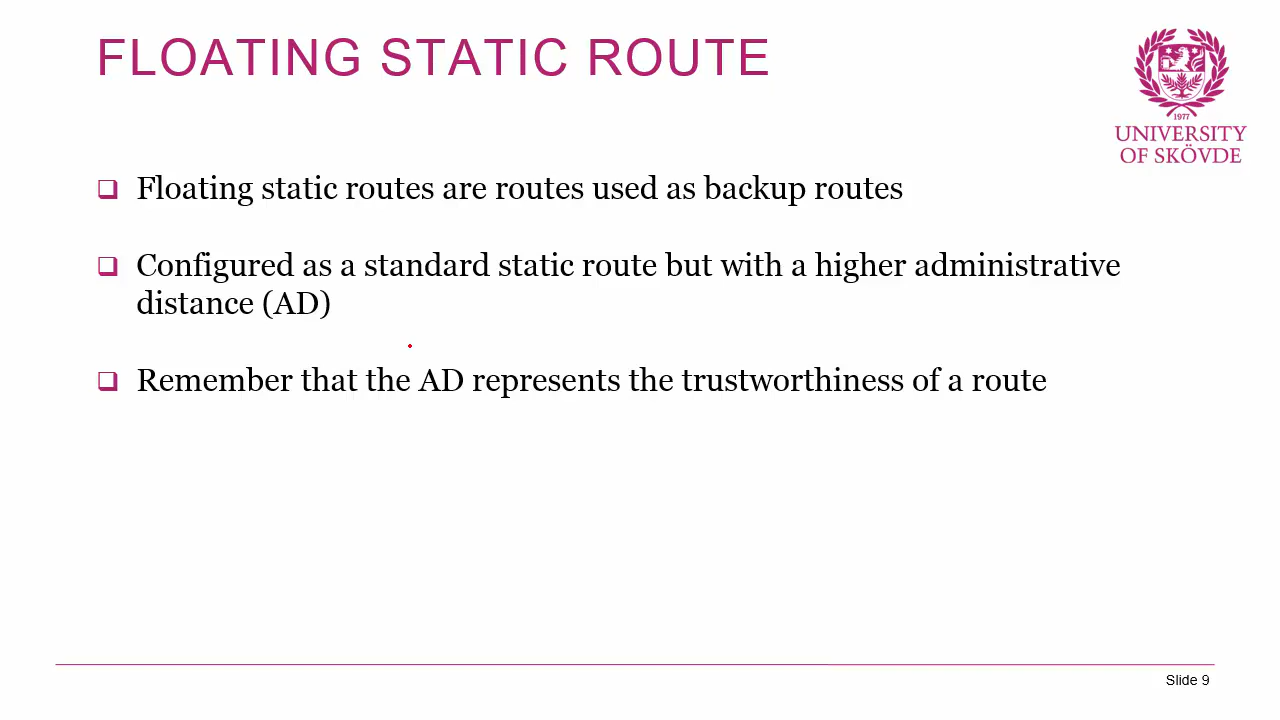 FLOATING STATIC ROUTE
1977
UNIVERSITY
OF SKÖVDE
❑ Floating static routes are routes used as backup routes
❑ Configured as a standard static route but with a higher administrative
distance (AD)
❑ Remember that the AD represents the trustworthiness of a route
Slide 9